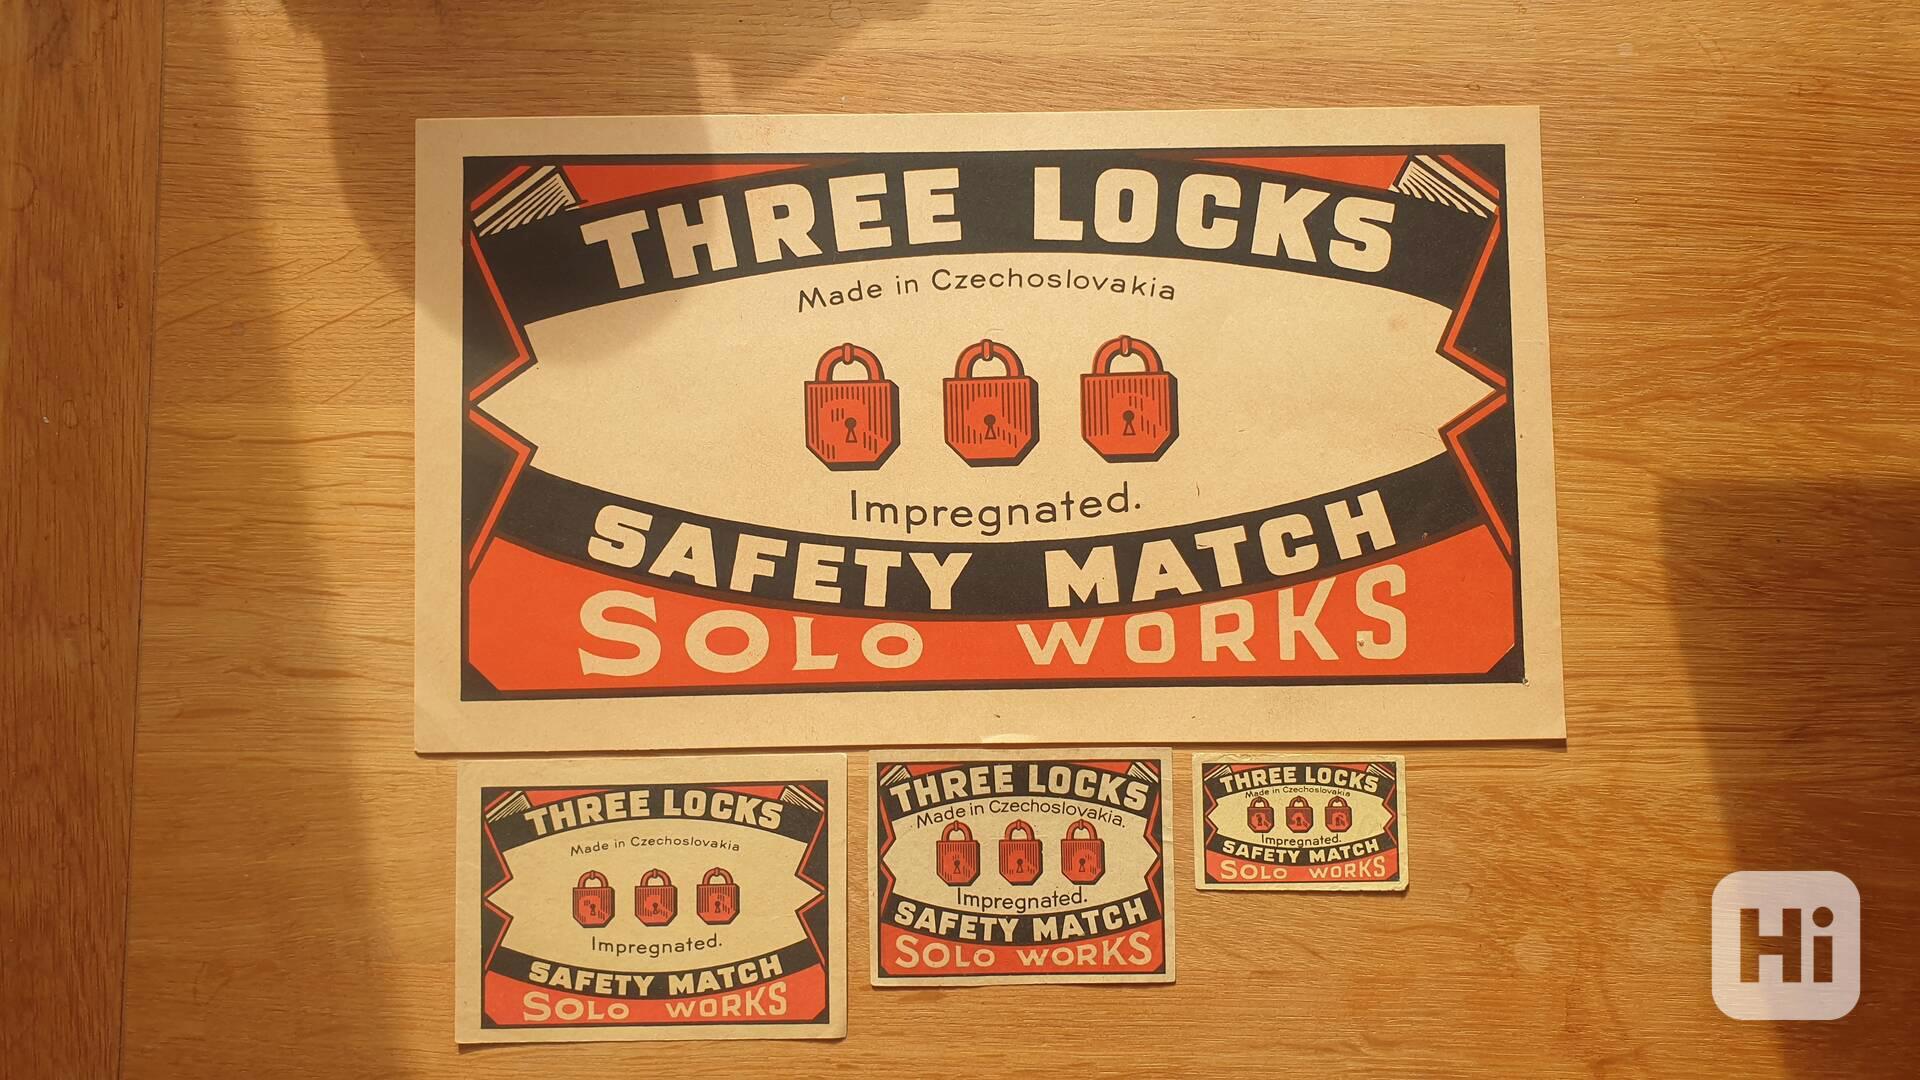 THREE LOCKS
Made in Czechoslovakia
Impregnated.
SAFETY MATCH
SOLO WORKS
THREE LOCKS
Made in Czechoslovakia
Impregnated.
SAFETY MATCH
SOLO WORKS
THREE LOCKS
Made in Czechoslovakia.
Impregnated.
SAFETY MATCH
SOLO WORKS
THREE LOCKS
Made in Czechoslovakia
Impregnated.
SAFETY MATCH
SOLO WORKS
Hi